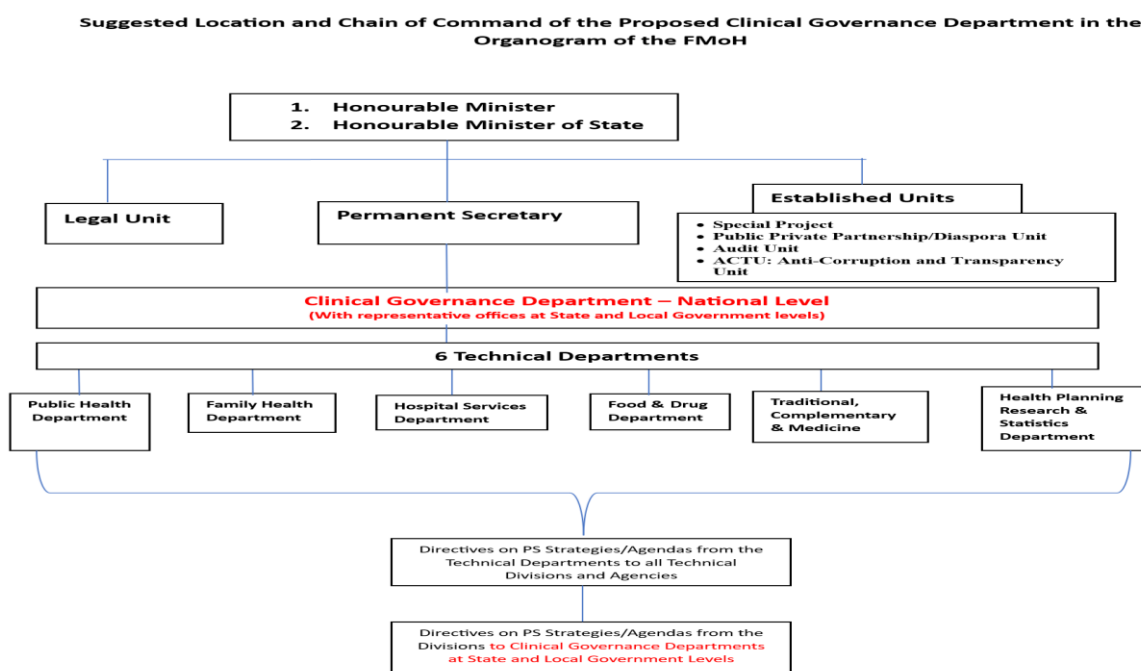 Suggested Location and Chain of Command of the Proposed Clinical Governance Department in the
Organogram of the FMoH
1. Honourable Minister
2. Honourable Minister of State
Legal Unit
Permanent Secretary
Established Units
• Special Project
• Public Private Partnership/Diaspora Unit
• Audit Unit
• ACTU: Anti-Corruption and Transparency
Unit
Clinical Governance Department – National Level
(With representative offices at State and Local Government levels)
6 Technical Departments
Public Health
Department
Family Health
Department
Hospital Services
Department
Food & Drug
Department
Traditional,
Complementary
& Medicine
Health Planning
Research &
Statistics
Department
Directives on PS Strategies/Agendas from the
Technical Departments to all Technical
Divisions and Agencies
Directives on PS Strategies/Agendas from the
Divisions to Clinical Governance Departments
at State and Local Government Levels